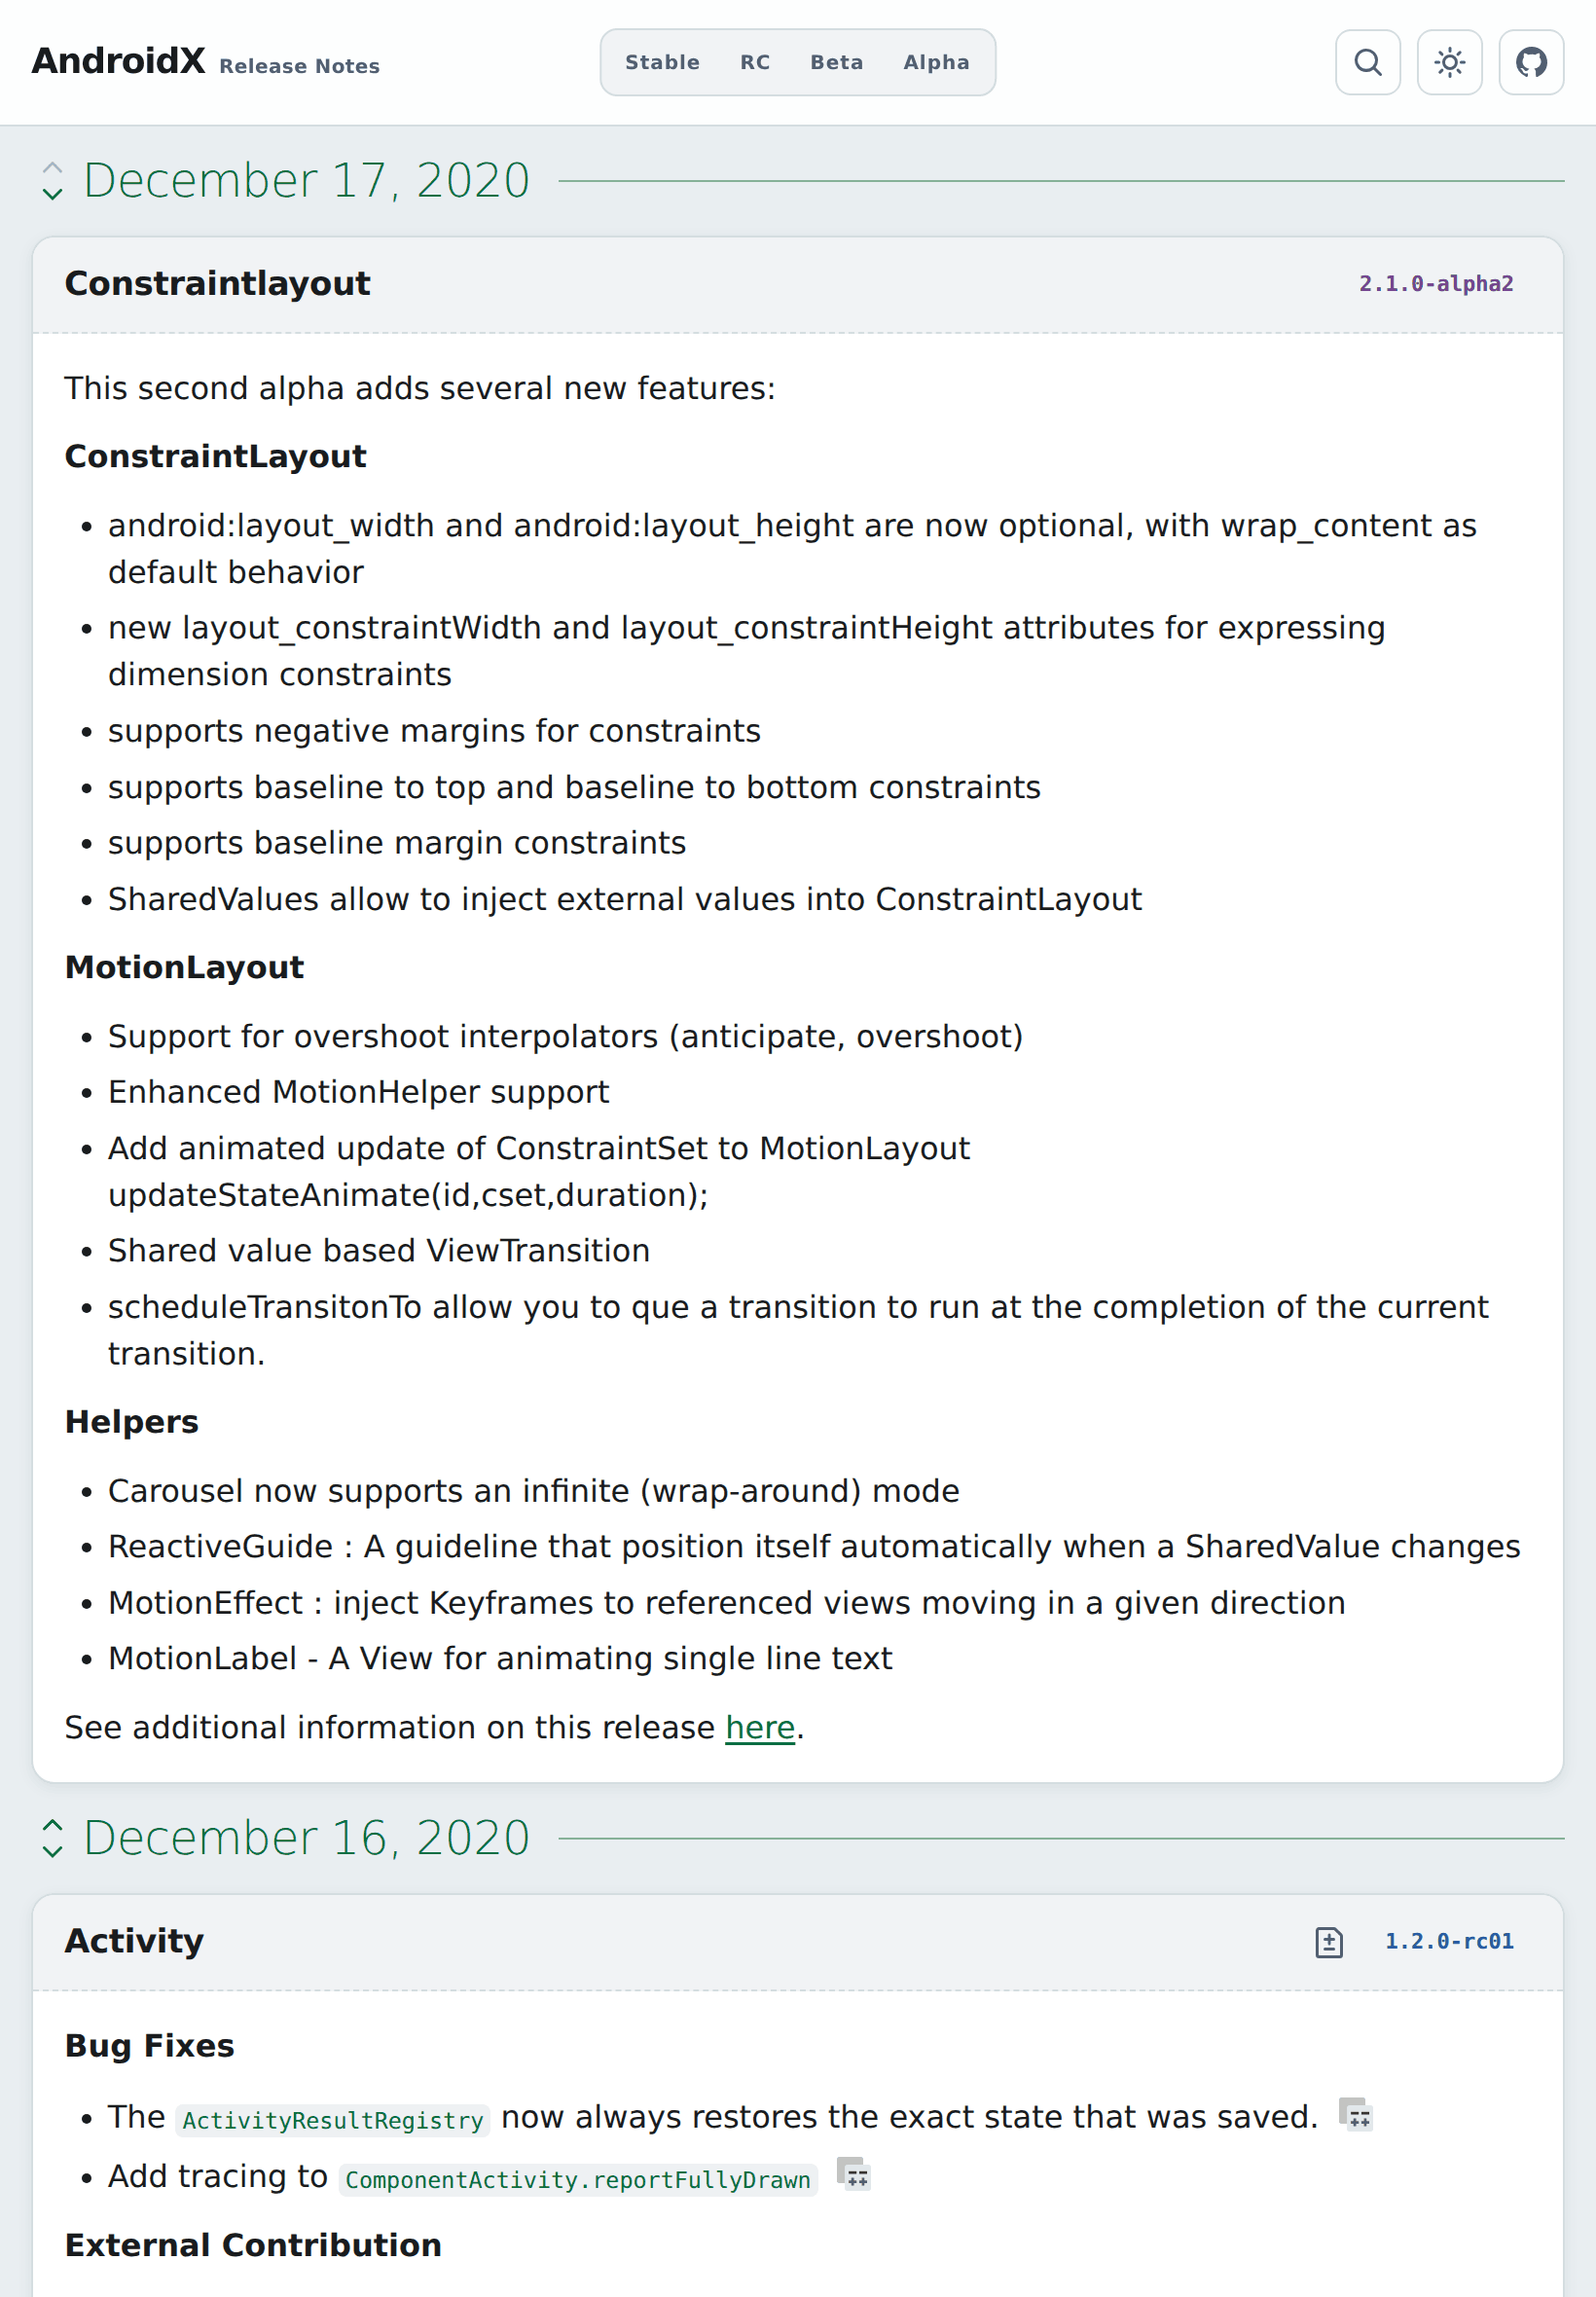 AndroidX Release Notes
Stable RC Beta Alpha
December 17, 2020
Constraintlayout 2.1.0-alpha2
This second alpha adds several new features:
ConstraintLayout
• android:layout_width and android:layout_height are now optional, with wrap_content as
default behavior
• new layout_constraintWidth and layout_constraintHeight attributes for expressing
dimension constraints
• supports negative margins for constraints
• supports baseline to top and baseline to bottom constraints
• supports baseline margin constraints
• SharedValues allow to inject external values into ConstraintLayout
MotionLayout
• Support for overshoot interpolators (anticipate, overshoot)
• Enhanced MotionHelper support
• Add animated update of ConstraintSet to MotionLayout
updateStateAnimate(id,cset,duration);
• Shared value based ViewTransition
• scheduleTransitonTo allow you to que a transition to run at the completion of the current
transition.
Helpers
• Carousel now supports an infinite (wrap-around) mode
• ReactiveGuide : A guideline that position itself automatically when a SharedValue changes
• MotionEffect : inject Keyframes to referenced views moving in a given direction
• MotionLabel - A View for animating single line text
See additional information on this release here.
December 16, 2020
Activity 1.2.0-rc01
Bug Fixes
• The ActivityResultRegistry now always restores the exact state that was saved.
• Add tracing to ComponentActivity.reportFullyDrawn
External Contribution